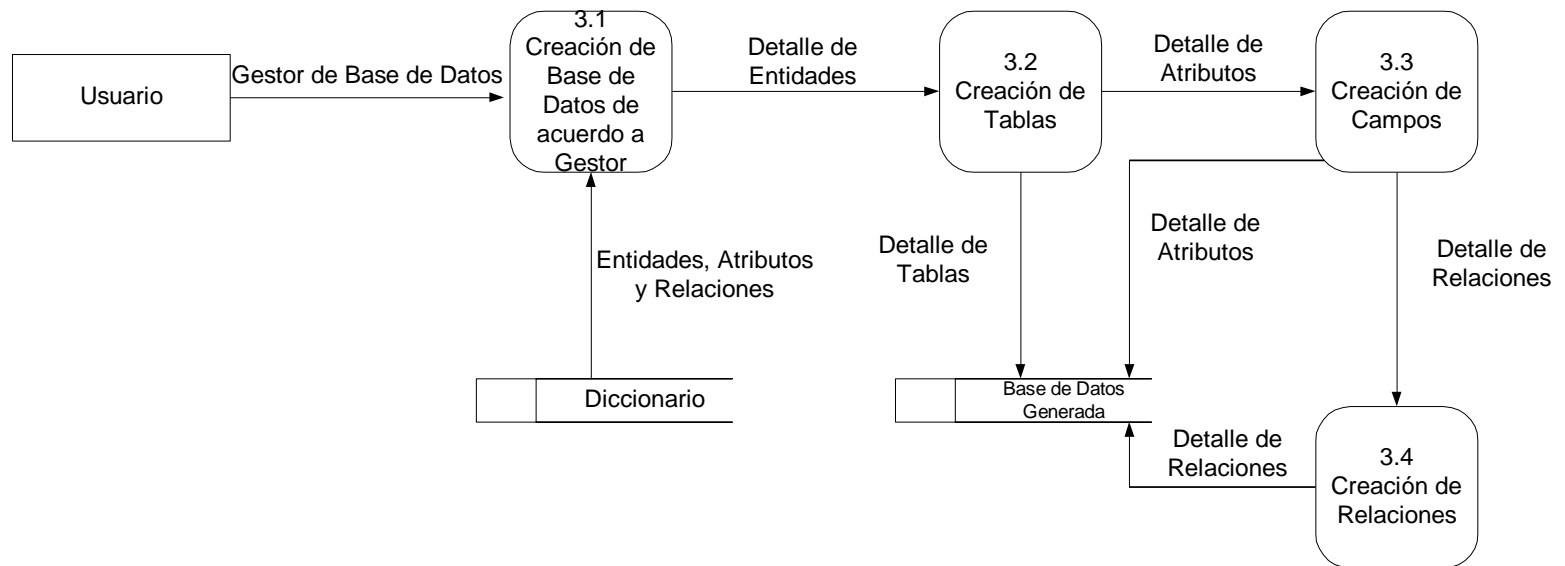 3.1
Creación de
Base de
Datos de
acuerdo a
Gestor
Usuario
Gestor de Base de Datos
Detalle de
Entidades
3.2
Creación de
Tablas
Detalle de
Atributos
3.3
Creación de
Campos
Entidades, Atributos
y Relaciones
Detalle de
Tablas
Detalle de
Atributos
Detalle de
Relaciones
Diccionario
Base de Datos
Generada
Detalle de
Relaciones
3.4
Creación de
Relaciones